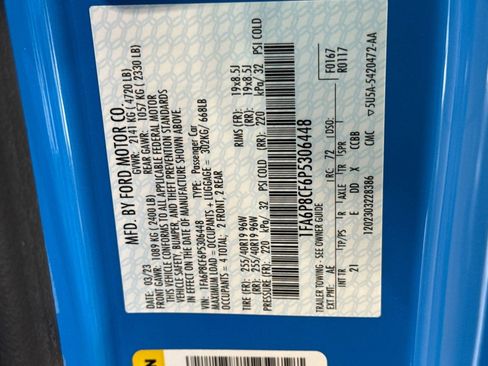 MFD. BY FORD MOTOR CO.
03/23 GVWR: 2141 KG ( 4720 LB)
FRONT GAWR: 1089 KG ( 2400 LB) REAR GAWR: 1057 KG ( 2330 LB)
THIS VEHICLE CONFORMS TO ALL APPLICABLE FEDERAL MOTOR
VEHICLE SAFETY, BUMPER, AND THEFT PREVENTION STANDARDS
IN EFFECT ON THE DATE OF MANUFACTURE SHOWN ABOVE.
VIN: 1FA6P8CF6P5306448 TYPE: Passenger Car
MAXIMUM LOAD = OCCUPANTS + LUGGAGE = 302KG/ 668LB
OCCUPANTS = 4 TOTAL: 2 FRONT, 2 REAR
TIRE (FR): 255/40R19 96W RIMS (FR): 19x8.5J
(RR): 255/40R19 96W (RR): 19x8.5J
PRESSURE (FR): 220 kPa/ 32 PSI COLD (RR): 220 kPa/ 32 PSI COLD
1FA6P8CF6P5306448
TRAILER TOWING - SEE OWNER GUIDE
EXT PNT: AE RC: 72 DSO: F0167
R0117
INT TR TP/PS R AXLE TR
21 E DD X CCBB
1202303228386 CMC ▽5U5A-5420472-AA